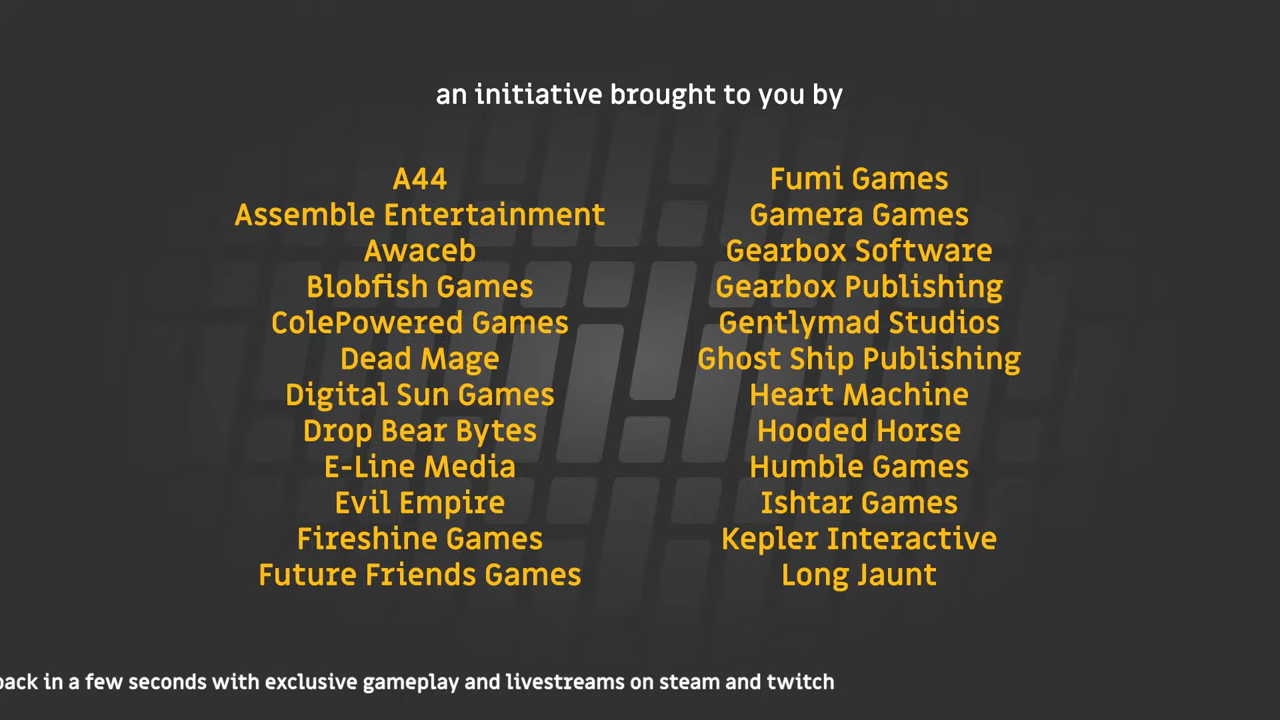 an initiative brought to you by
A44
Assemble Entertainment
Awaceb
Blobfish Games
ColePowered Games
Dead Mage
Digital Sun Games
Drop Bear Bytes
E-Line Media
Evil Empire
Fireshine Games
Future Friends Games
Fumi Games
Gamera Games
Gearbox Software
Gearbox Publishing
Gentlymad Studios
Ghost Ship Publishing
Heart Machine
Hooded Horse
Humble Games
Ishtar Games
Kepler Interactive
Long Jaunt
back in a few seconds with exclusive gameplay and livestreams on steam and twitch